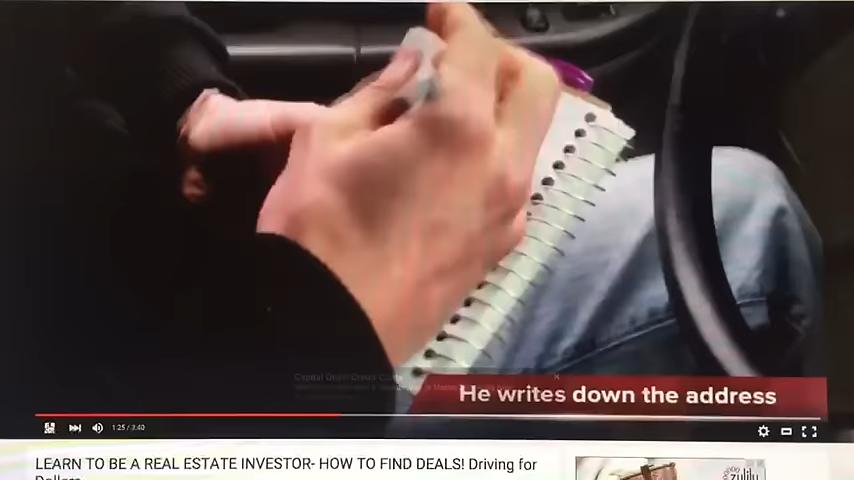 He writes down the address
1:25 / 3:40
LEARN TO BE A REAL ESTATE INVESTOR- HOW TO FIND DEALS! Driving for
Dollars
zulily